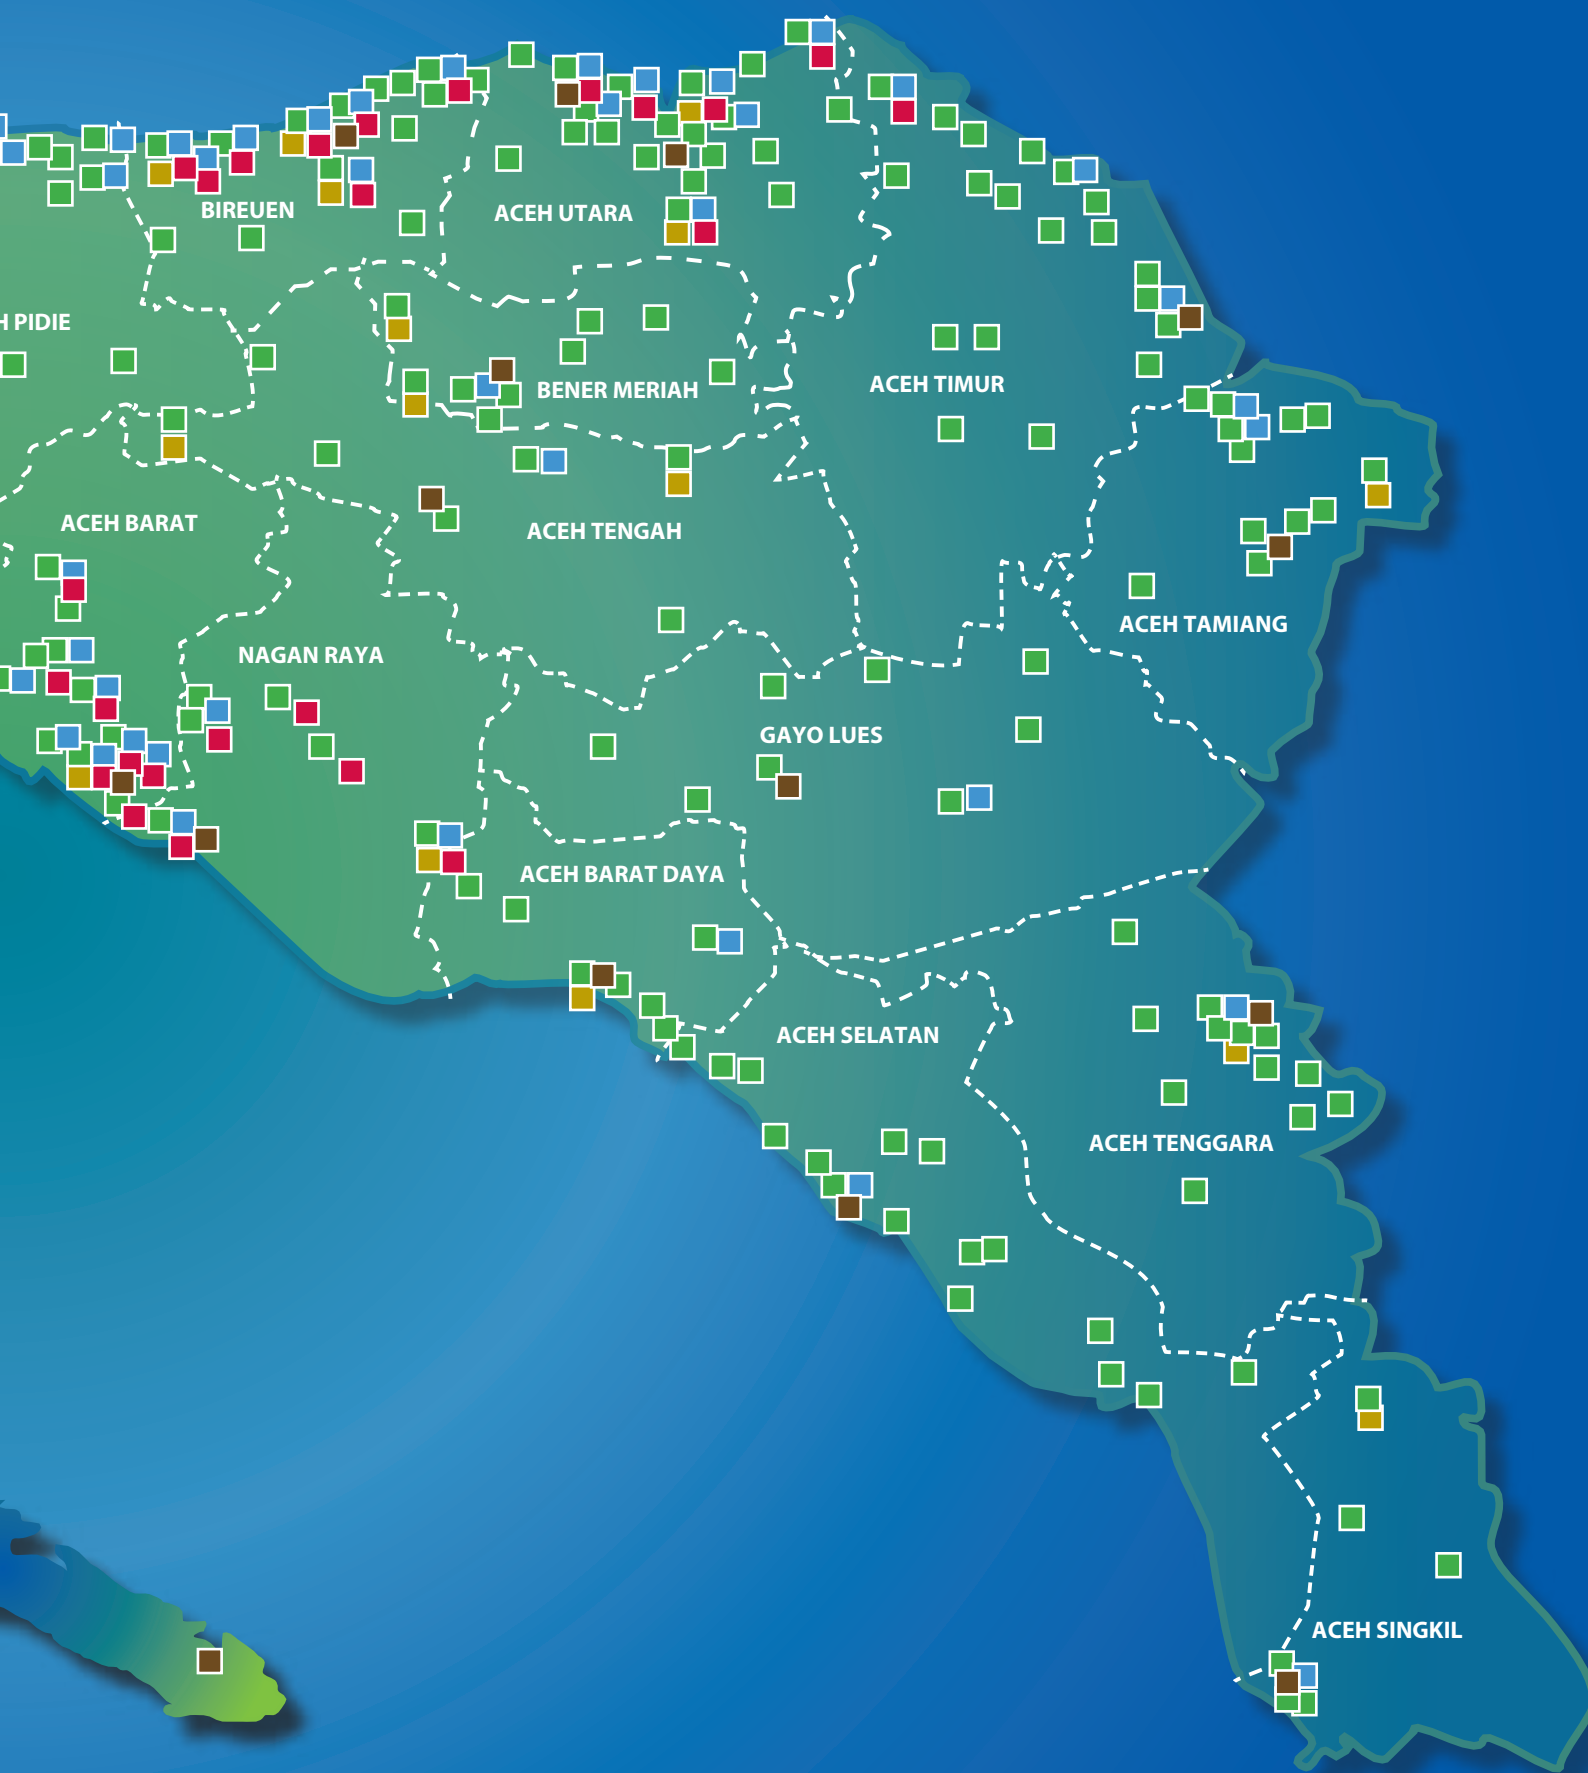 BIREUEN
ACEH UTARA
H PIDIE
BENER MERIAH
ACEH TIMUR
ACEH BARAT
ACEH TENGAH
ACEH TAMIANG
NAGAN RAYA
GAYO LUES
ACEH BARAT DAYA
ACEH SELATAN
ACEH TENGGARA
ACEH SINGKIL